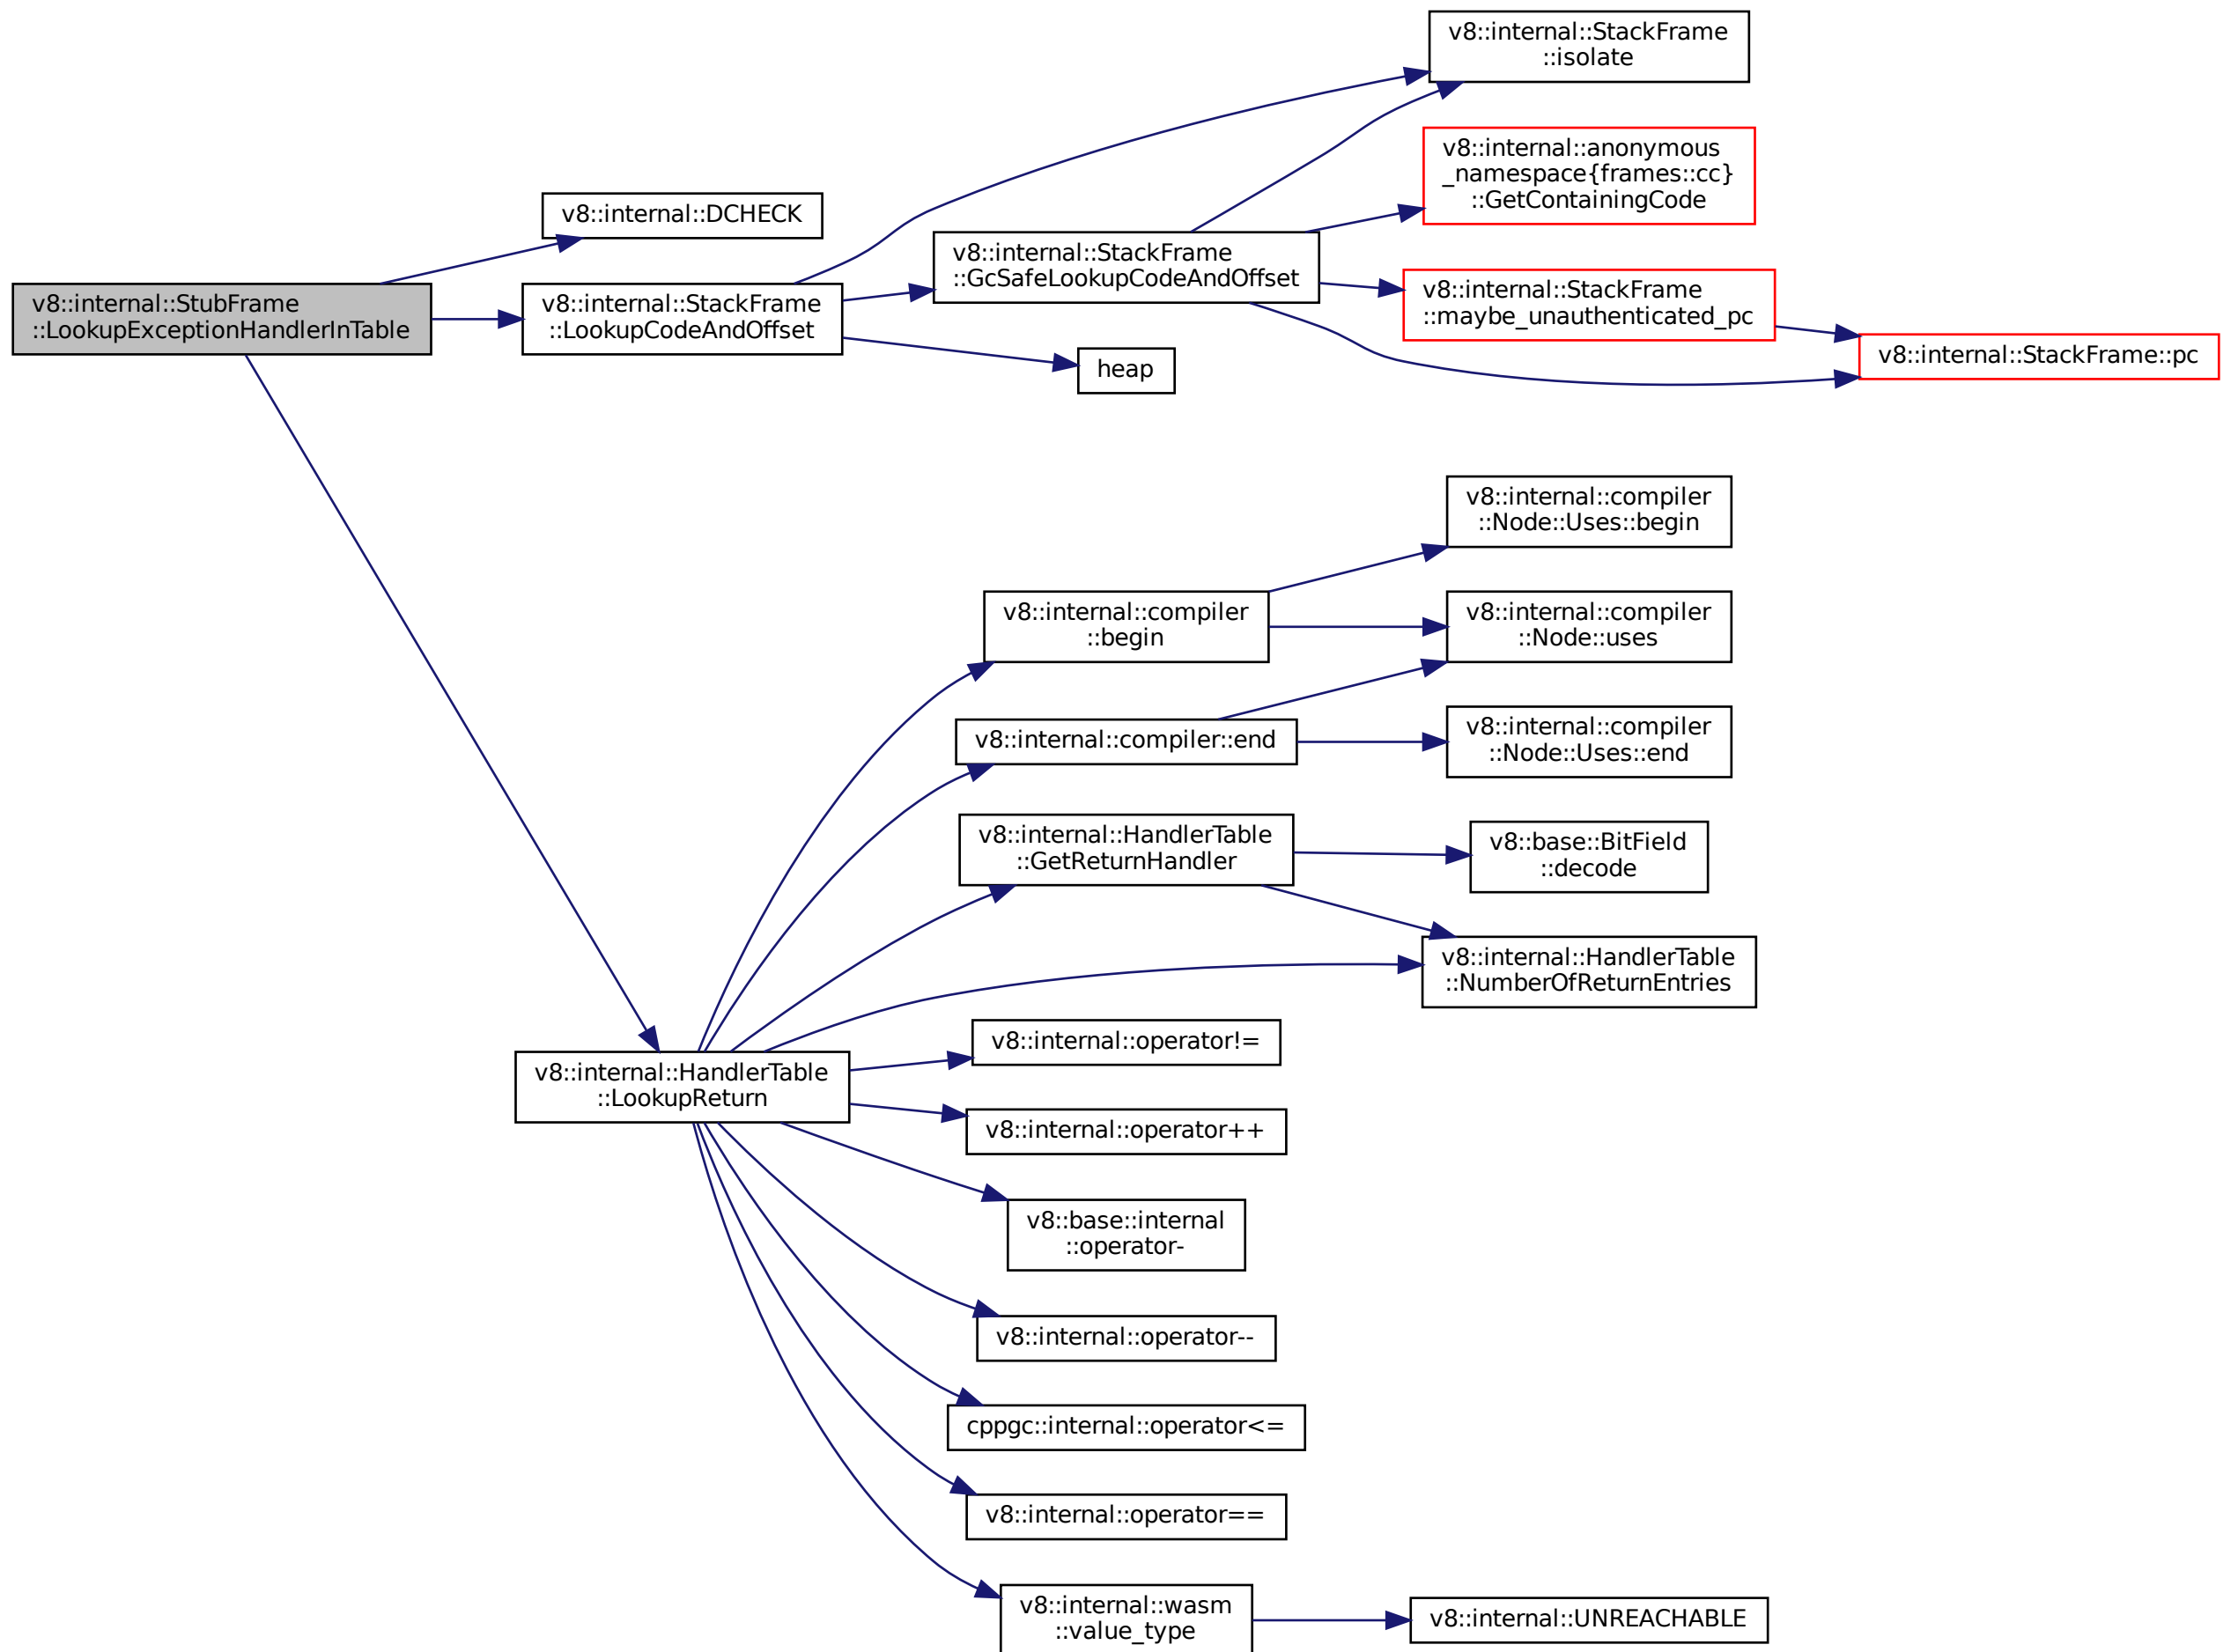 v8::internal::StubFrame
::LookupExceptionHandlerInTable
v8::internal::DCHECK
v8::internal::StackFrame
::LookupCodeAndOffset
v8::internal::StackFrame
::isolate
v8::internal::StackFrame
::GcSafeLookupCodeAndOffset
v8::internal::anonymous
_namespace{frames::cc}
::GetContainingCode
v8::internal::StackFrame
::maybe_unauthenticated_pc
v8::internal::StackFrame::pc
heap
v8::internal::HandlerTable
::LookupReturn
v8::internal::compiler
::begin
v8::internal::compiler
::Node::Uses::begin
v8::internal::compiler
::Node::uses
v8::internal::compiler::end
v8::internal::compiler
::Node::Uses::end
v8::internal::HandlerTable
::GetReturnHandler
v8::base::BitField
::decode
v8::internal::HandlerTable
::NumberOfReturnEntries
v8::internal::operator!=
v8::internal::operator++
v8::base::internal
::operator-
v8::internal::operator--
cppgc::internal::operator<=
v8::internal::operator==
v8::internal::wasm
::value_type
v8::internal::UNREACHABLE